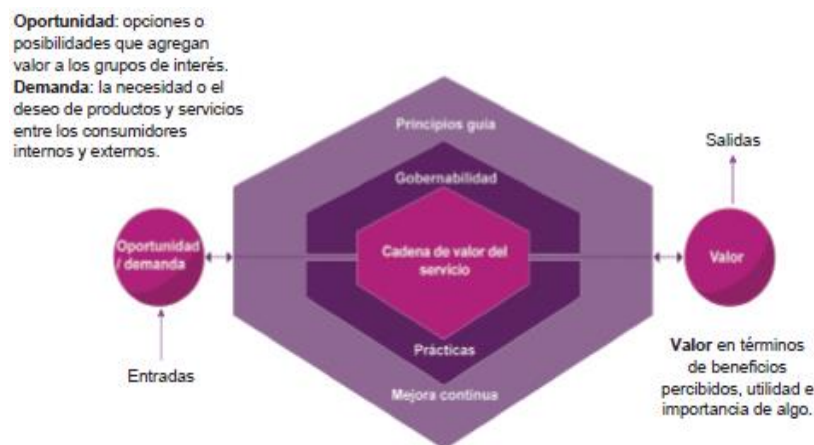 Oportunidad: opciones o
posibilidades que agregan
valor a los grupos de interés.
Demanda: la necesidad o el
deseo de productos y servicios
entre los consumidores
internos y externos.
Principios guía
Gobernabilidad
Cadena de valor del
servicio
Prácticas
Mejora continua
Oportunidad
/ demanda
Entradas
Salidas
Valor
Valor en términos
de beneficios
percibidos, utilidad e
importancia de algo.